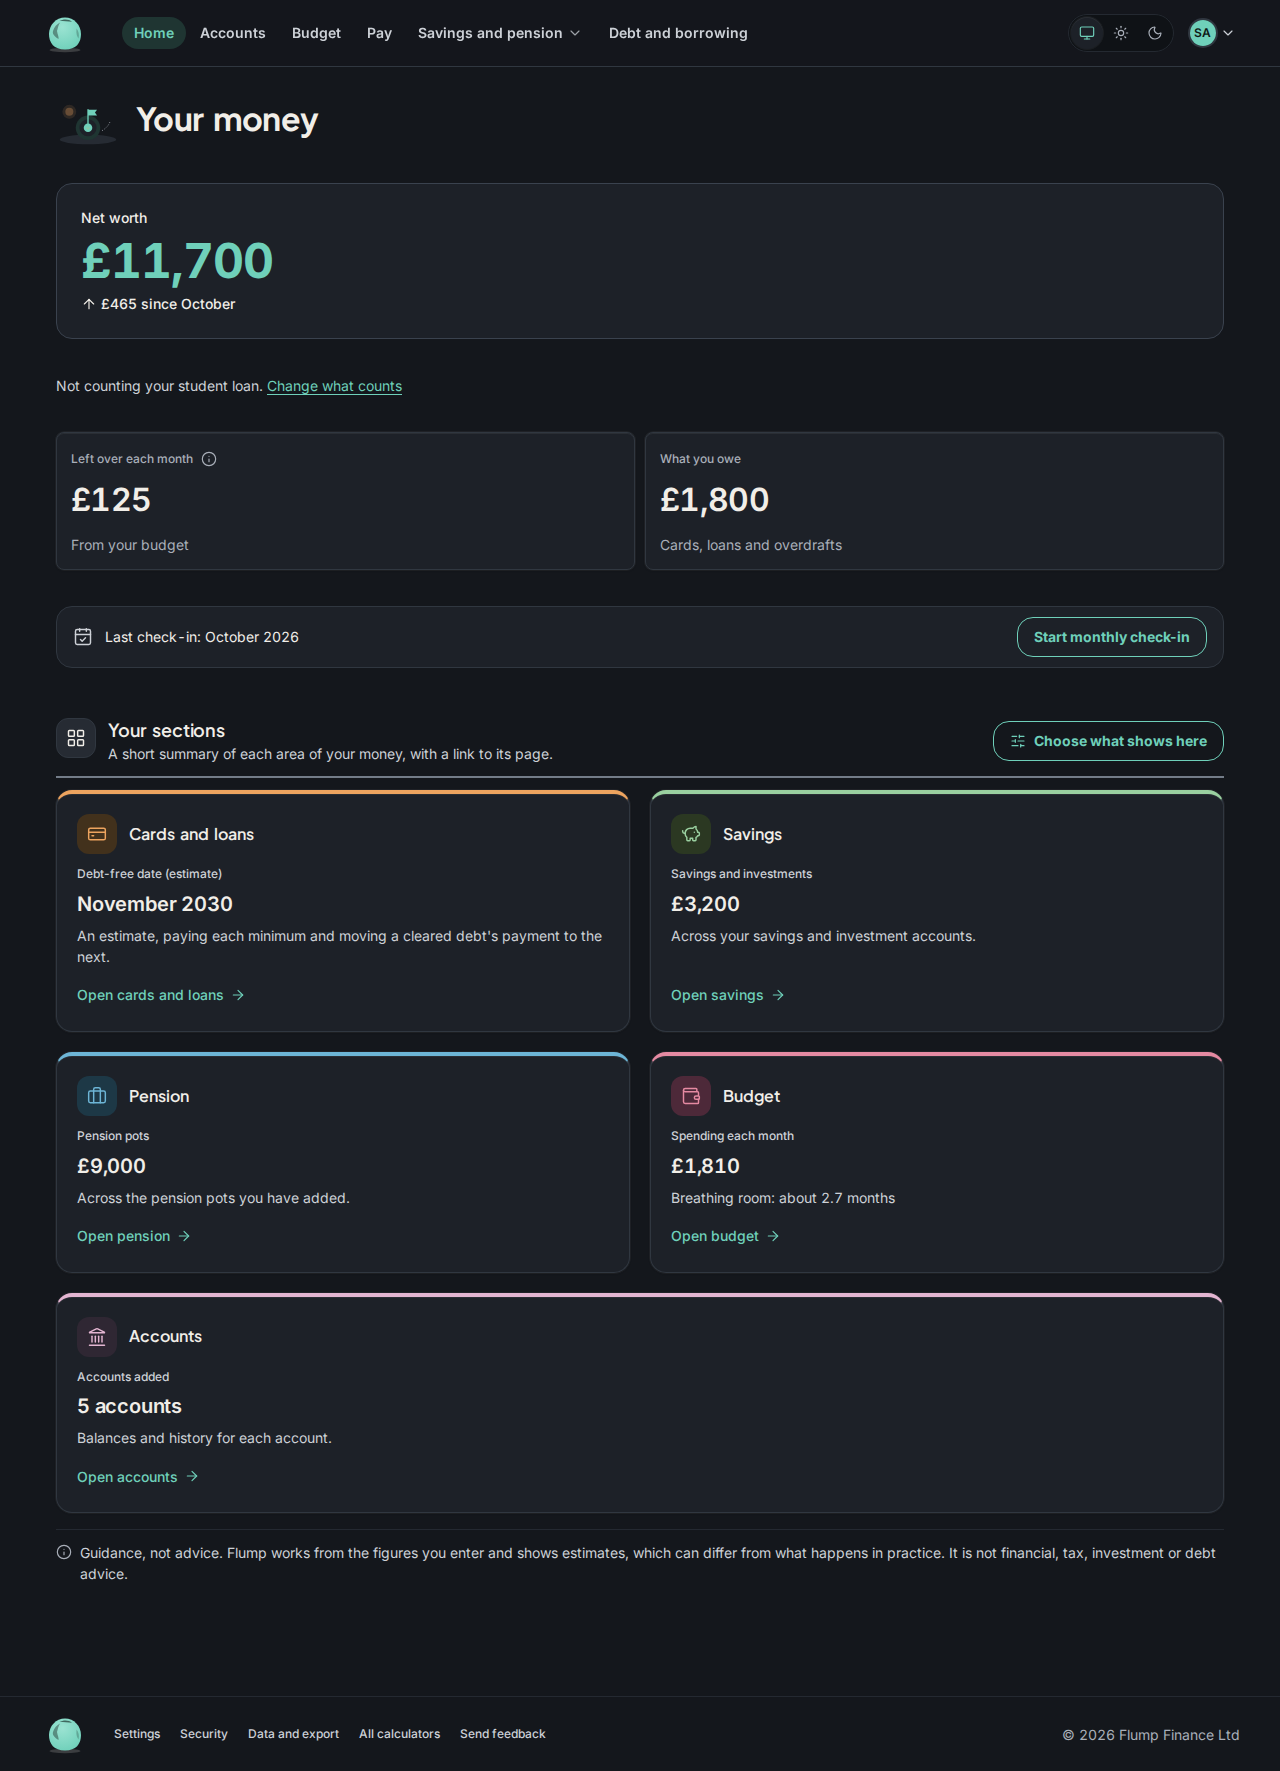 Home Accounts Budget Pay Savings and pension Debt and borrowing SA
Your money
Net worth
£11,700
↑ £465 since October
Not counting your student loan. Change what counts
Left over each month
£125
From your budget
What you owe
£1,800
Cards, loans and overdrafts
Last check-in: October 2026
Start monthly check-in
Your sections
A short summary of each area of your money, with a link to its page.
Choose what shows here
Cards and loans
Debt-free date (estimate)
November 2030
An estimate, paying each minimum and moving a cleared debt's payment to the
next.
Open cards and loans →
Savings
Savings and investments
£3,200
Across your savings and investment accounts.
Open savings →
Pension
Pension pots
£9,000
Across the pension pots you have added.
Open pension →
Budget
Spending each month
£1,810
Breathing room: about 2.7 months
Open budget →
Accounts
Accounts added
5 accounts
Balances and history for each account.
Open accounts →
Guidance, not advice. Flump works from the figures you enter and shows estimates, which can differ from what happens in practice. It is not financial, tax, investment or debt
advice.
Settings Security Data and export All calculators Send feedback
© 2026 Flump Finance Ltd